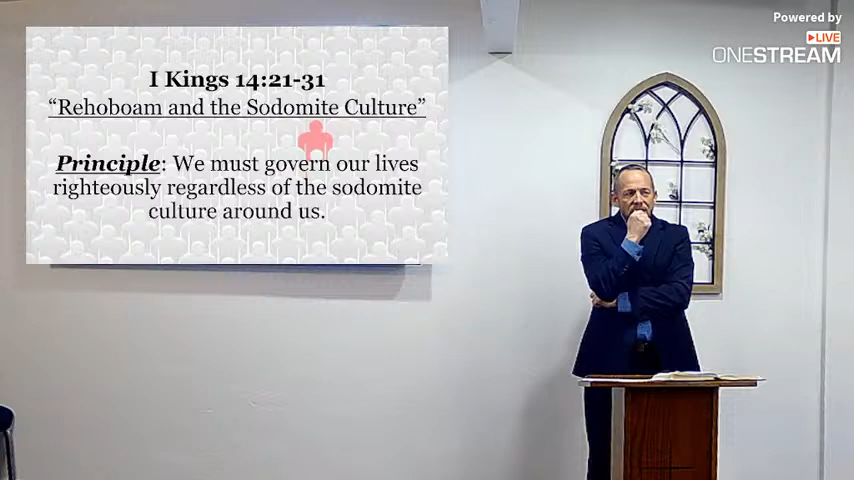 I Kings 14:21-31
“Rehoboam and the Sodomite Culture”
Principle: We must govern our lives
righteously regardless of the sodomite
culture around us.
Powered by
LIVE
ONESTREAM